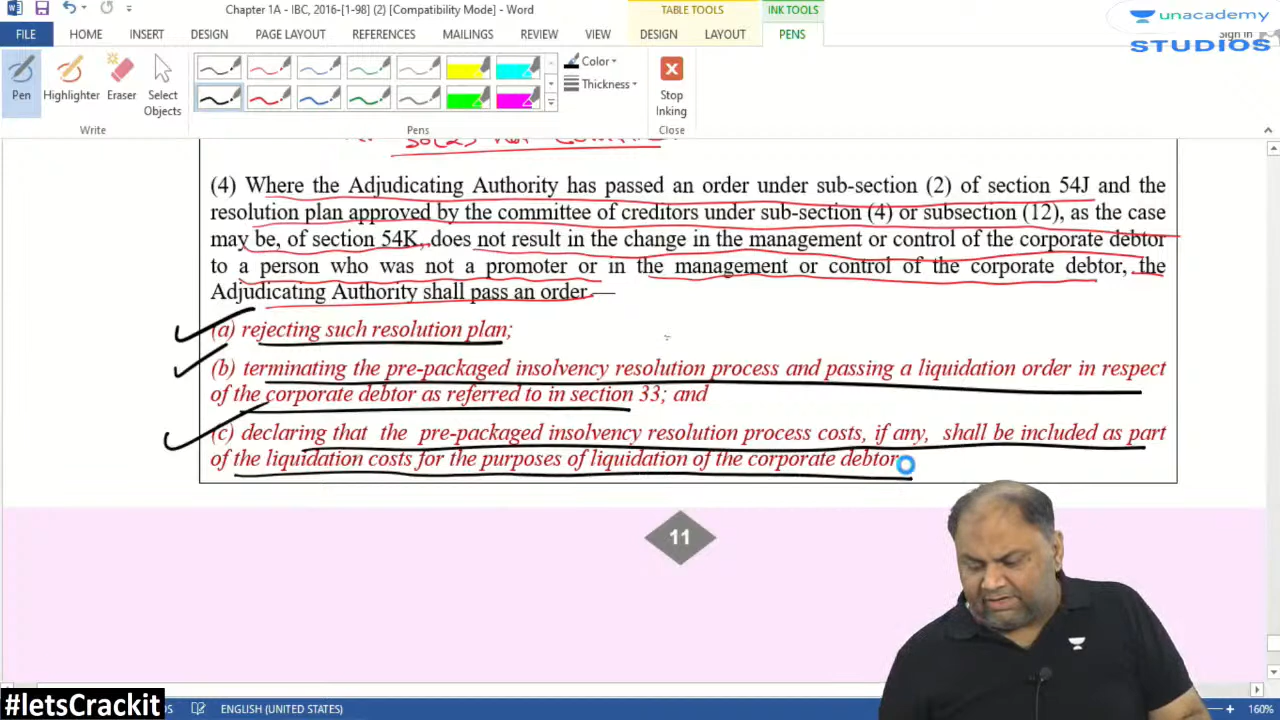 Chapter 1A - IBC, 2016-[1-98] (2) [Compatibility Mode] - Word
TABLE TOOLS
INK TOOLS
unacademy
STUDIOS
Sign in
FILE HOME INSERT DESIGN PAGE LAYOUT REFERENCES MAILINGS REVIEW VIEW DESIGN LAYOUT PENS
Pen
Highlighter
Eraser
Select
Objects
Color
Thickness
Stop
Inking
Write
Pens
Close
(4) Where the Adjudicating Authority has passed an order under sub-section (2) of section 54J and the
resolution plan approved by the committee of creditors under sub-section (4) or subsection (12), as the case
may be, of section 54K, does not result in the change in the management or control of the corporate debtor
to a person who was not a promoter or in the management or control of the corporate debtor, the
Adjudicating Authority shall pass an order—
(a) rejecting such resolution plan;
(b) terminating the pre-packaged insolvency resolution process and passing a liquidation order in respect
of the corporate debtor as referred to in section 33; and
(c) declaring that the pre-packaged insolvency resolution process costs, if any, shall be included as part
of the liquidation costs for the purposes of liquidation of the corporate debtor
11
#letsCrackit
ENGLISH (UNITED STATES)
160%